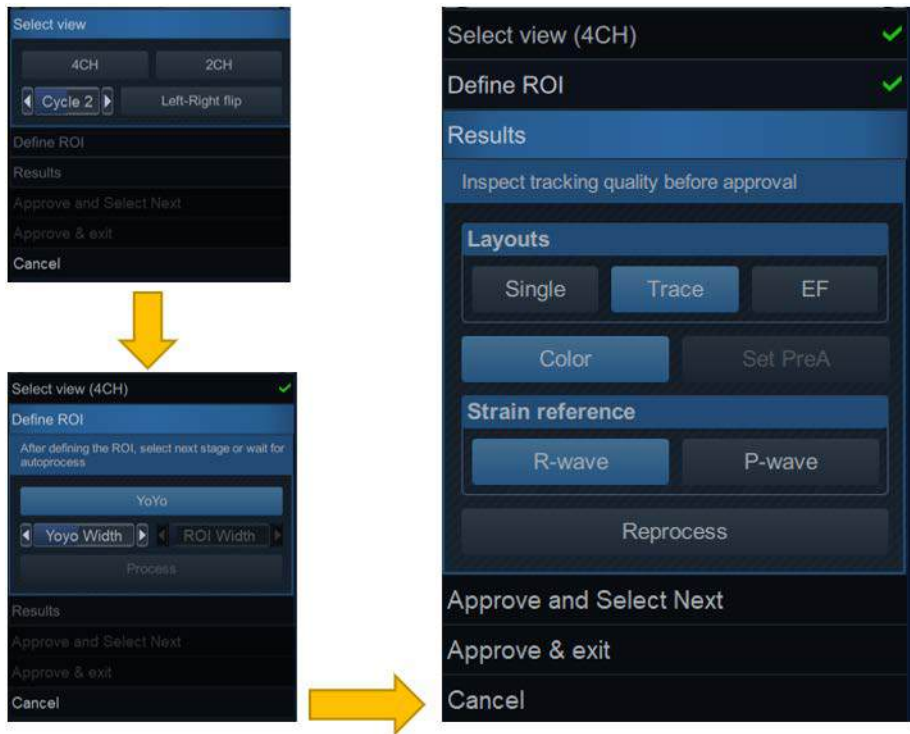 Select view
4CH
2CH
Cycle 2
Left-Right flip
Define ROI
Results
Approve and Select Next
Approve & exit
Cancel
Select view (4CH)
Define ROI
After defining the ROI, select next stage or wait for
autoprocess
YoYo
Yoyo Width
ROI Width
Process
Results
Approve and Select Next
Approve & exit
Cancel
Select view (4CH)
Define ROI
Results
Inspect tracking quality before approval
Layouts
Single
Trace
EF
Color
Set PreA
Strain reference
R-wave
P-wave
Reprocess
Approve and Select Next
Approve & exit
Cancel